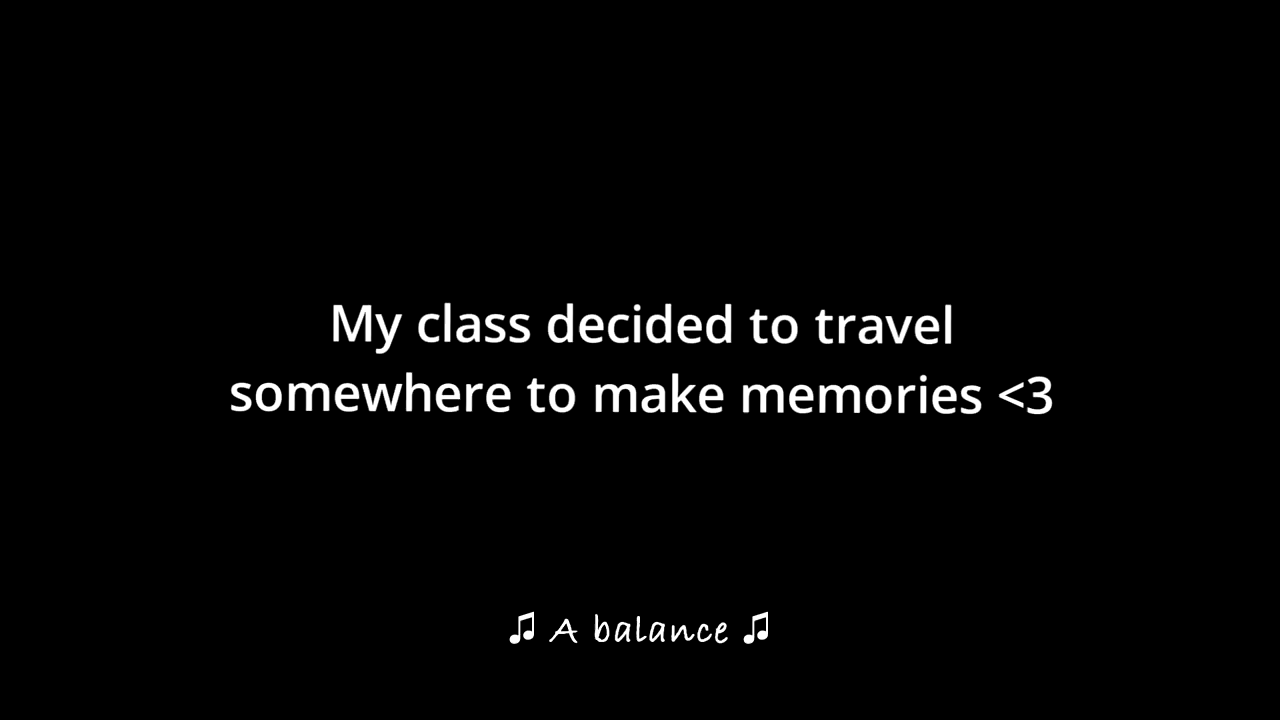 My class decided to travel
somewhere to make memories <3
♫ A balance ♫